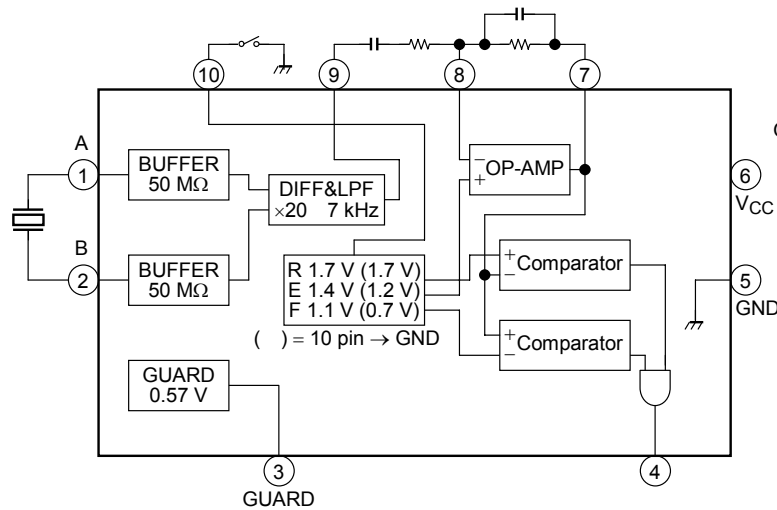 10
9
8
7
A
1
BUFFER
50 MΩ
DIFF&LPF
×20 7 kHz
−
+
OP-AMP
6
VCC
B
2
BUFFER
50 MΩ
R 1.7 V (1.7 V)
E 1.4 V (1.2 V)
F 1.1 V (0.7 V)
( ) = 10 pin → GND
+
−
Comparator
+
−
Comparator
5
GND
GUARD
0.57 V
3
GUARD
4